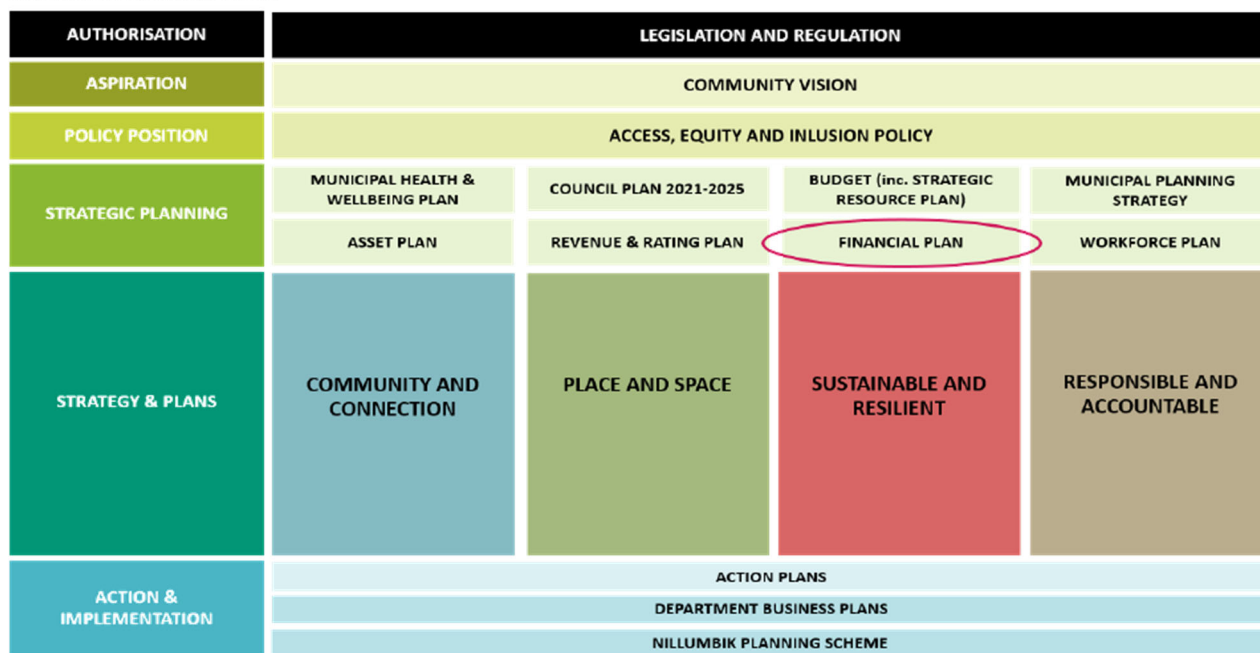 AUTHORISATION
LEGISLATION AND REGULATION
ASPIRATION
COMMUNITY VISION
POLICY POSITION
ACCESS, EQUITY AND INLUSION POLICY
STRATEGIC PLANNING
MUNICIPAL HEALTH &
WELLBEING PLAN
COUNCIL PLAN 2021-2025
BUDGET (inc. STRATEGIC
RESOURCE PLAN)
MUNICIPAL PLANNING
STRATEGY
ASSET PLAN
REVENUE & RATING PLAN
FINANCIAL PLAN
WORKFORCE PLAN
STRATEGY & PLANS
COMMUNITY AND
CONNECTION
PLACE AND SPACE
SUSTAINABLE AND
RESILIENT
RESPONSIBLE AND
ACCOUNTABLE
ACTION &
IMPLEMENTATION
ACTION PLANS
DEPARTMENT BUSINESS PLANS
NILLUMBIK PLANNING SCHEME